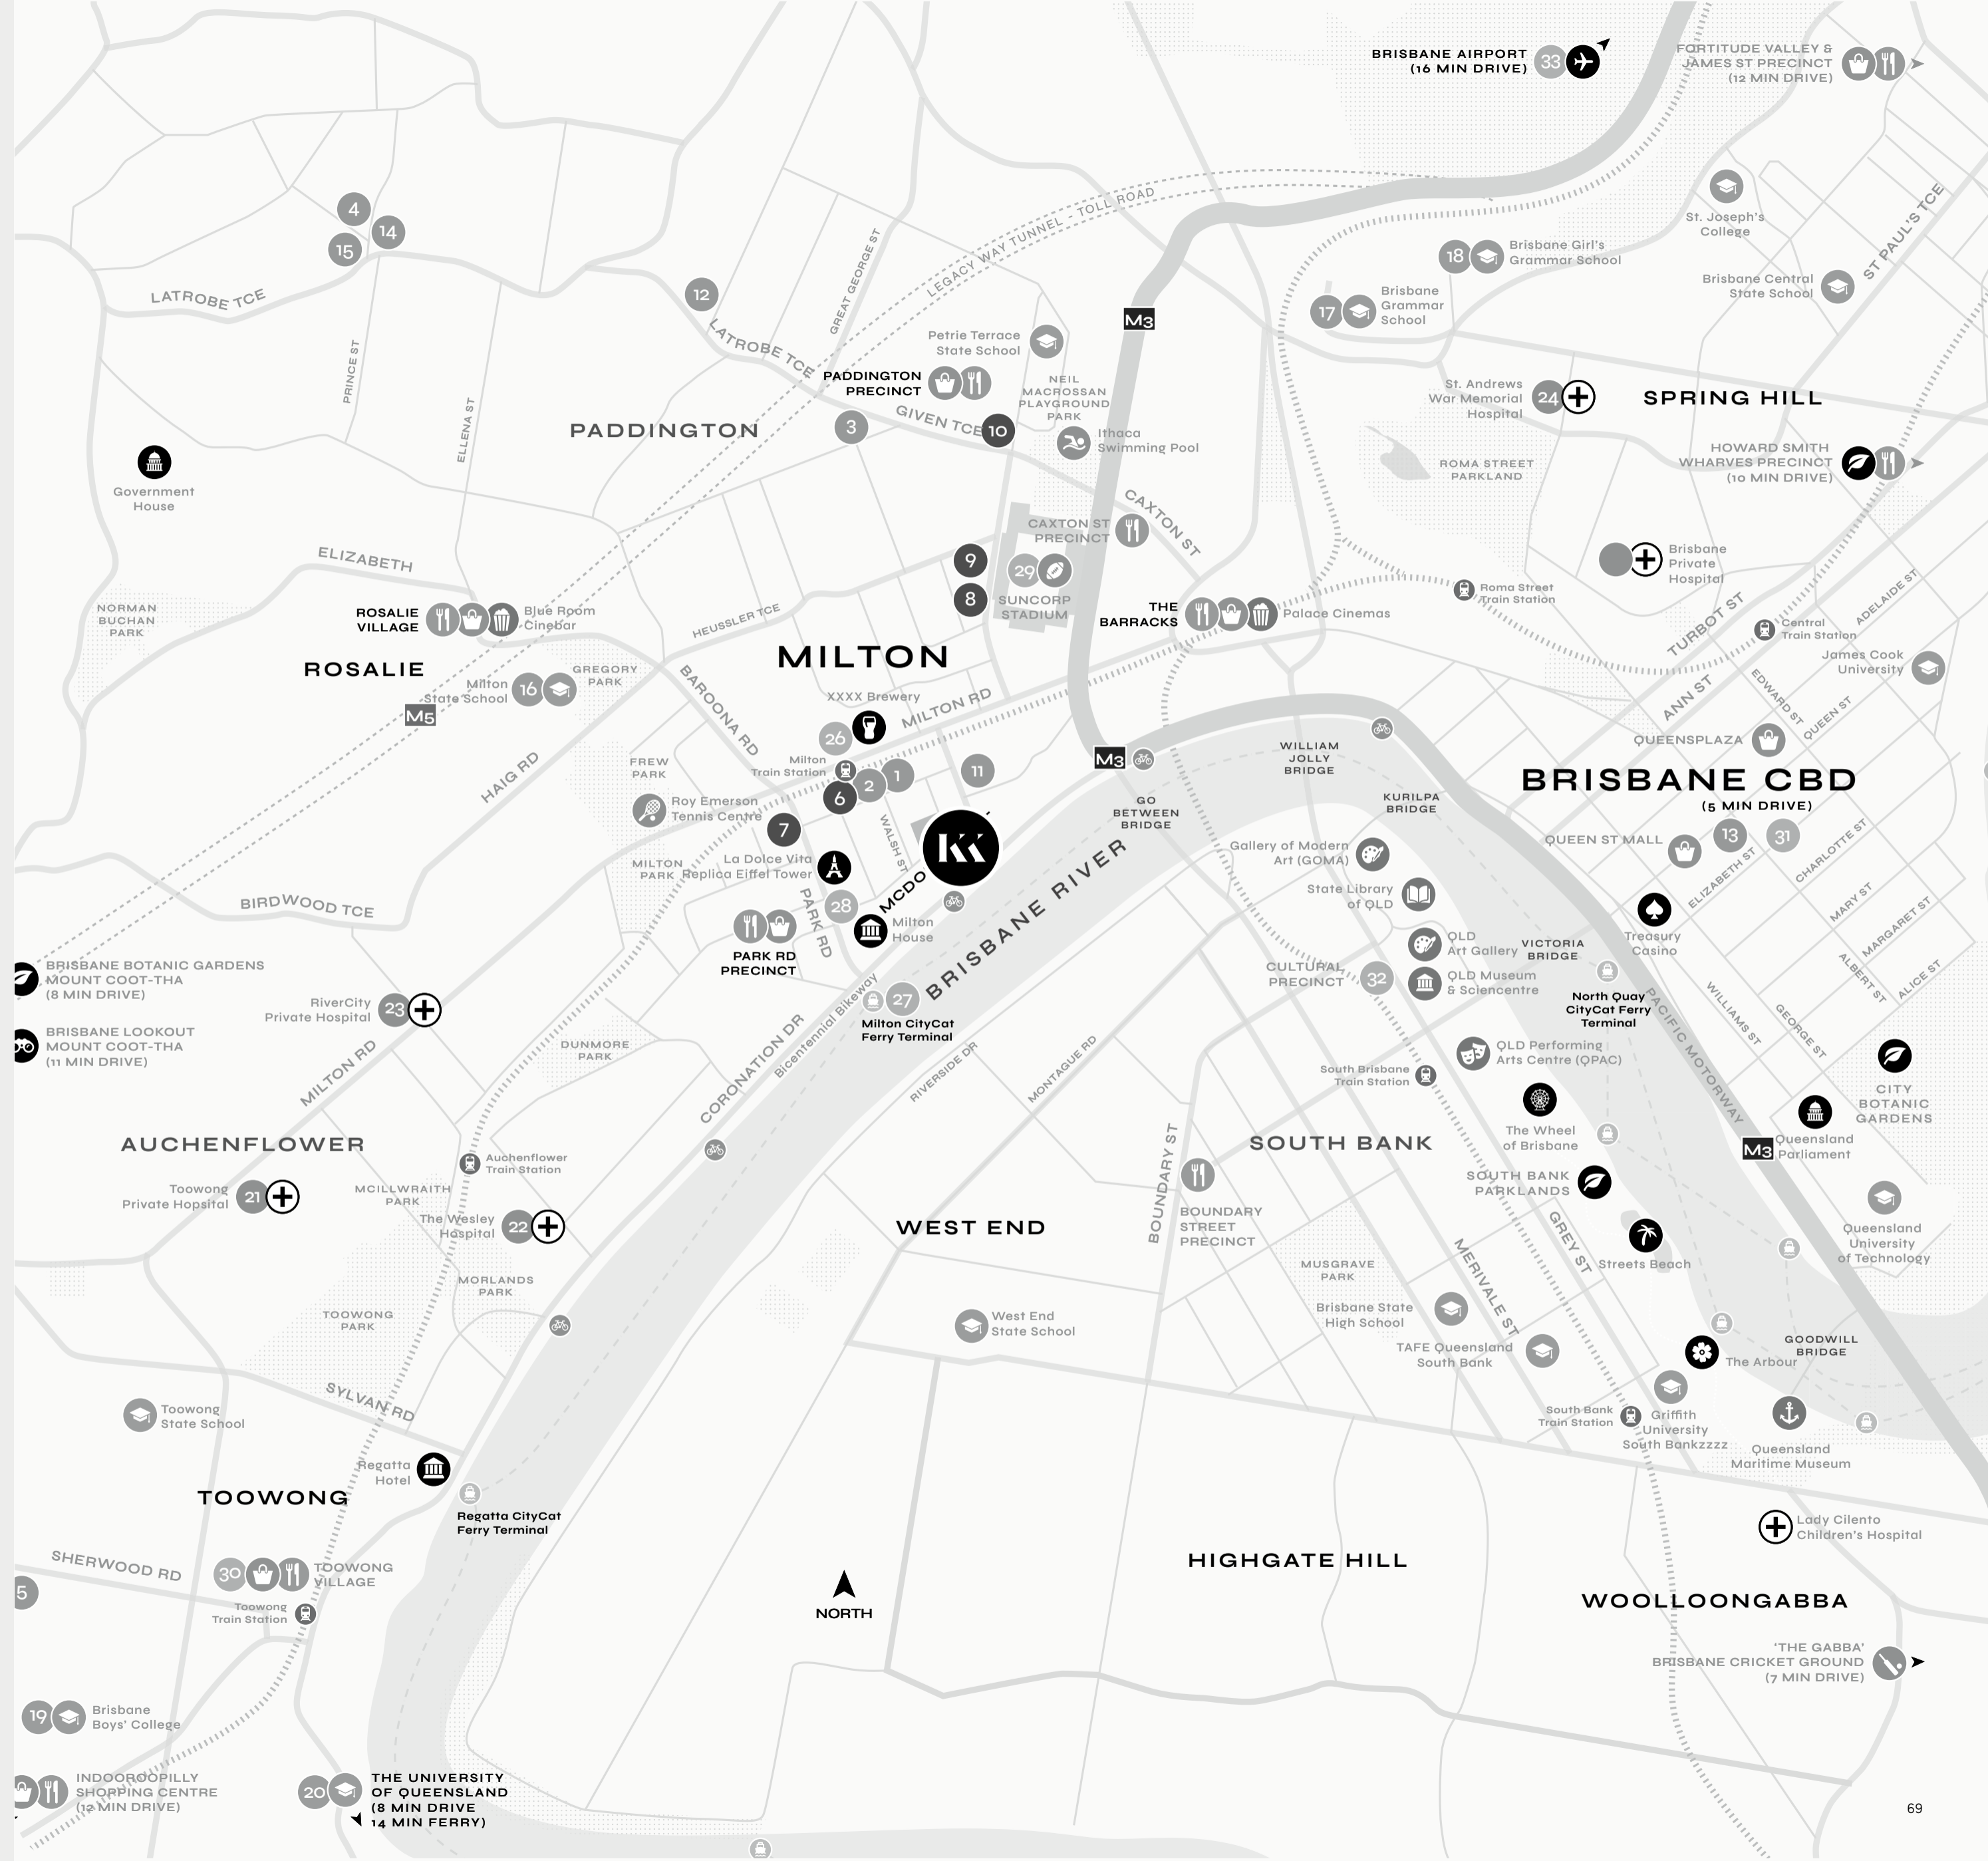 BRISBANE AIRPORT
(16 MIN DRIVE)
33
FORTITUDE VALLEY &
JAMES ST PRECINCT
(12 MIN DRIVE)
4
14
15
LATROBE TCE
12
LATROBE TCE
GREAT GEORGE ST
LEGACY WAY TUNNEL - TOLL ROAD
M3
St. Joseph's
College
ST PAUL'S TCE
18
Brisbane Girl's
Grammar School
Brisbane Central
State School
17
Brisbane
Grammar
School
PRINCE ST
ELLENA ST
Petrie Terrace
State School
PADDINGTON
PRECINCT
NEIL
MACROSSAN
PLAYGROUND
PARK
GIVEN TCE
10
3
PADDINGTON
Ithaca
Swimming Pool
St. Andrews
War Memorial
Hospital
24
SPRING HILL
HOWARD SMITH
WHARVES PRECINCT
(10 MIN DRIVE)
ROMA STREET
PARKLAND
Government
House
CAXTON ST
CAXTON ST
PRECINCT
ELIZABETH
9
8
29
SUNCORP
STADIUM
Brisbane
Private
Hospital
Roma Street
Train Station
ADELAIDE ST
TURBOT ST
NORMAN
BUCHAN
PARK
ROSALIE
VILLAGE
Blue Room
Cinebar
HEUSSLER TCE
THE
BARRACKS
Palace Cinemas
Central
Train Station
James Cook
University
MILTON
ROSALIE
GREGORY
PARK
Milton
State School
16
M5
BAROONA RD
XXXX Brewery
MILTON RD
26
ANN ST
EDWARD ST
QUEEN ST
QUEENSPLAZA
HAIG RD
FREW
PARK
Milton
Train Station
1
2
6
11
M3
WILLIAM
JOLLY
BRIDGE
BRISBANE CBD
(5 MIN DRIVE)
KURILPA
BRIDGE
GO
BETWEEN
BRIDGE
Roy Emerson
Tennis Centre
7
WALSH ST
KK
QUEEN ST MALL
13
31
CHARLOTTE ST
ELIZABETH ST
Gallery of Modern
Art (GOMA)
State Library
of QLD
MILTON
PARK
La Dolce Vita
Replica Eiffel Tower
MCDO
28
PARK RD
Milton
House
BIRDWOOD TCE
MARY ST
MARGARET ST
Treasury
Casino
QLD
Art Gallery
VICTORIA
BRIDGE
PARK RD
PRECINCT
BRISBANE RIVER
CULTURAL
PRECINCT
32
QLD Museum
& Sciencentre
ALBERT ST
ALICE ST
BRISBANE BOTANIC GARDENS
MOUNT COOT-THA
(8 MIN DRIVE)
RiverCity
Private Hospital
23
27
Milton CityCat
Ferry Terminal
North Quay
CityCat Ferry
Terminal
PACIFIC MOTORWAY
WILLIAMS ST
GEORGE ST
BRISBANE LOOKOUT
MOUNT COOT-THA
(11 MIN DRIVE)
DUNMORE
PARK
CORONATION DR
Bicentennial Bikeway
RIVERSIDE DR
MONTAGUE RD
QLD Performing
Arts Centre (QPAC)
South Brisbane
Train Station
MILTON RD
CITY
BOTANIC
GARDENS
The Wheel
of Brisbane
M3
Queensland
Parliament
AUCHENFLOWER
Auchenflower
Train Station
SOUTH BANK
BOUNDARY ST
SOUTH BANK
PARKLANDS
Toowong
Private Hopsital
21
MCILLWRAITH
PARK
The Wesley
Hospital
22
WEST END
BOUNDARY
STREET
PRECINCT
GREY ST
MERIVALE ST
Queensland
University
of Technology
Streets Beach
MORLANDS
PARK
MUSGRAVE
PARK
TOOWONG
PARK
West End
State School
Brisbane State
High School
TAFE Queensland
South Bank
GOODWILL
BRIDGE
The Arbour
SYLVAN RD
Toowong
State School
South Bank
Train Station
Griffith
University
South Bankzzzz
Queensland
Maritime Museum
Regatta
Hotel
TOOWONG
Regatta CityCat
Ferry Terminal
Lady Cilento
Children's Hospital
SHERWOOD RD
30
TOOWONG
VILLAGE
5
Toowong
Train Station
NORTH
HIGHGATE HILL
WOOLLOONGABBA
'THE GABBA'
BRISBANE CRICKET GROUND
(7 MIN DRIVE)
19
Brisbane
Boys' College
INDOOROOPILLY
SHOPPING CENTRE
(12 MIN DRIVE)
20
THE UNIVERSITY
OF QUEENSLAND
(8 MIN DRIVE
14 MIN FERRY)
69